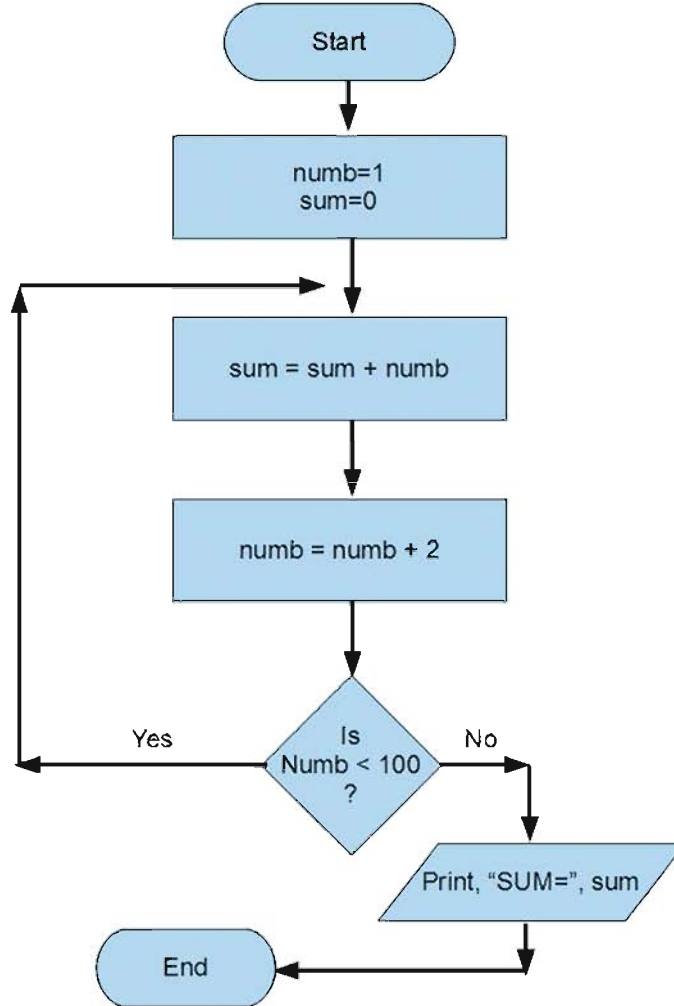 Start
numb=1
sum=0
sum = sum + numb
numb = numb + 2
Is
Numb < 100
?
Yes
No
Print, “SUM=”, sum
End